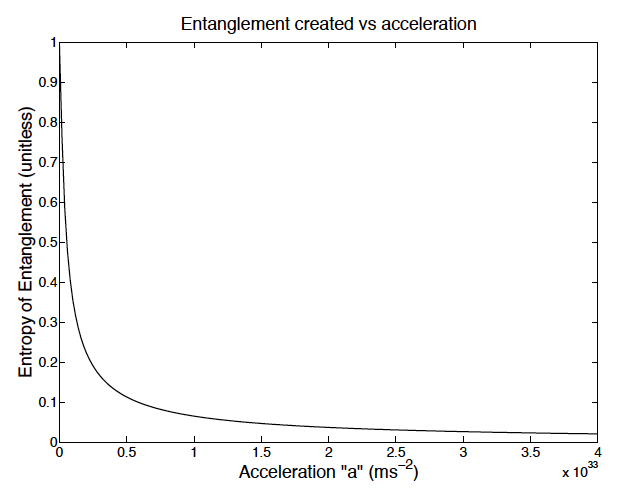 Entanglement created vs acceleration
Entropy of Entanglement (unitless)
1
0.9
0.8
0.7
0.6
0.5
0.4
0.3
0.2
0.1
0
0 0.5 1 1.5 2 2.5 3 3.5 4
x 10³³
Acceleration "a" (ms⁻²)